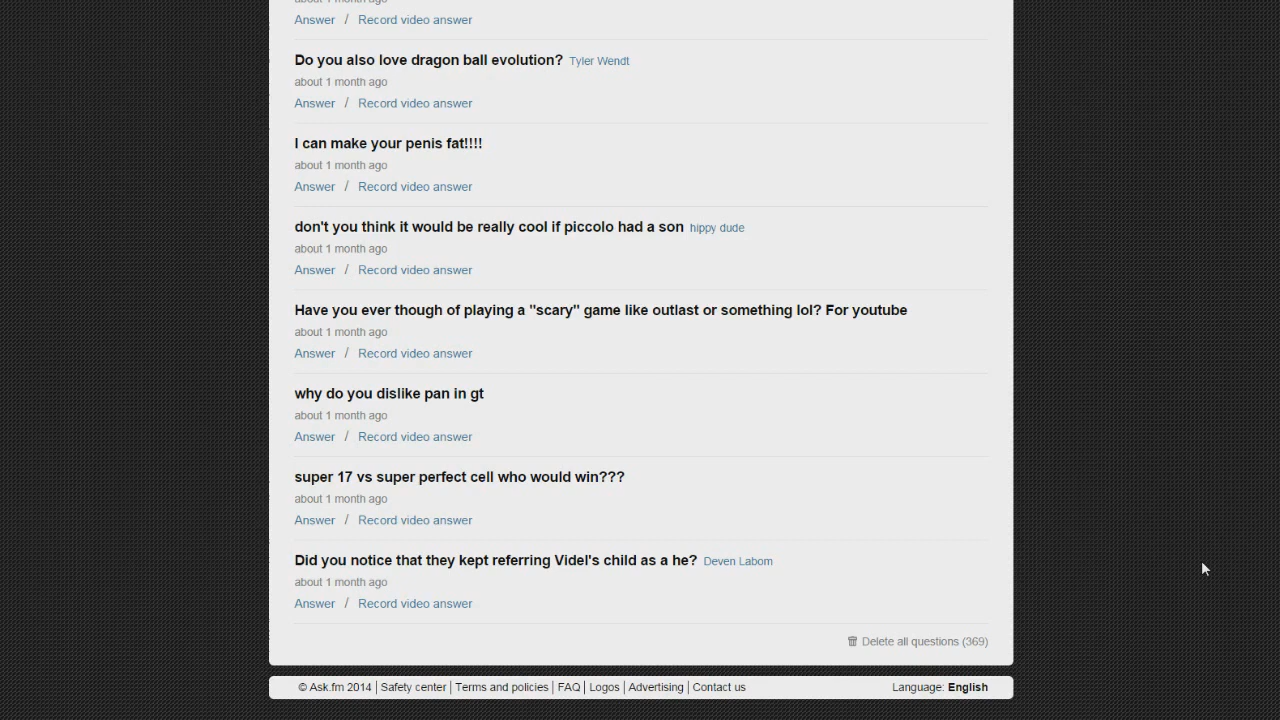 about 1 month ago
Answer / Record video answer
Do you also love dragon ball evolution? Tyler Wendt
about 1 month ago
Answer / Record video answer
I can make your penis fat!!!!
about 1 month ago
Answer / Record video answer
don't you think it would be really cool if piccolo had a son hippy dude
about 1 month ago
Answer / Record video answer
Have you ever though of playing a "scary" game like outlast or something lol? For youtube
about 1 month ago
Answer / Record video answer
why do you dislike pan in gt
about 1 month ago
Answer / Record video answer
super 17 vs super perfect cell who would win???
about 1 month ago
Answer / Record video answer
Did you notice that they kept referring Videl's child as a he? Deven Labom
about 1 month ago
Answer / Record video answer
Delete all questions (369)
© Ask.fm 2014 | Safety center | Terms and policies | FAQ | Logos | Advertising | Contact us Language: English